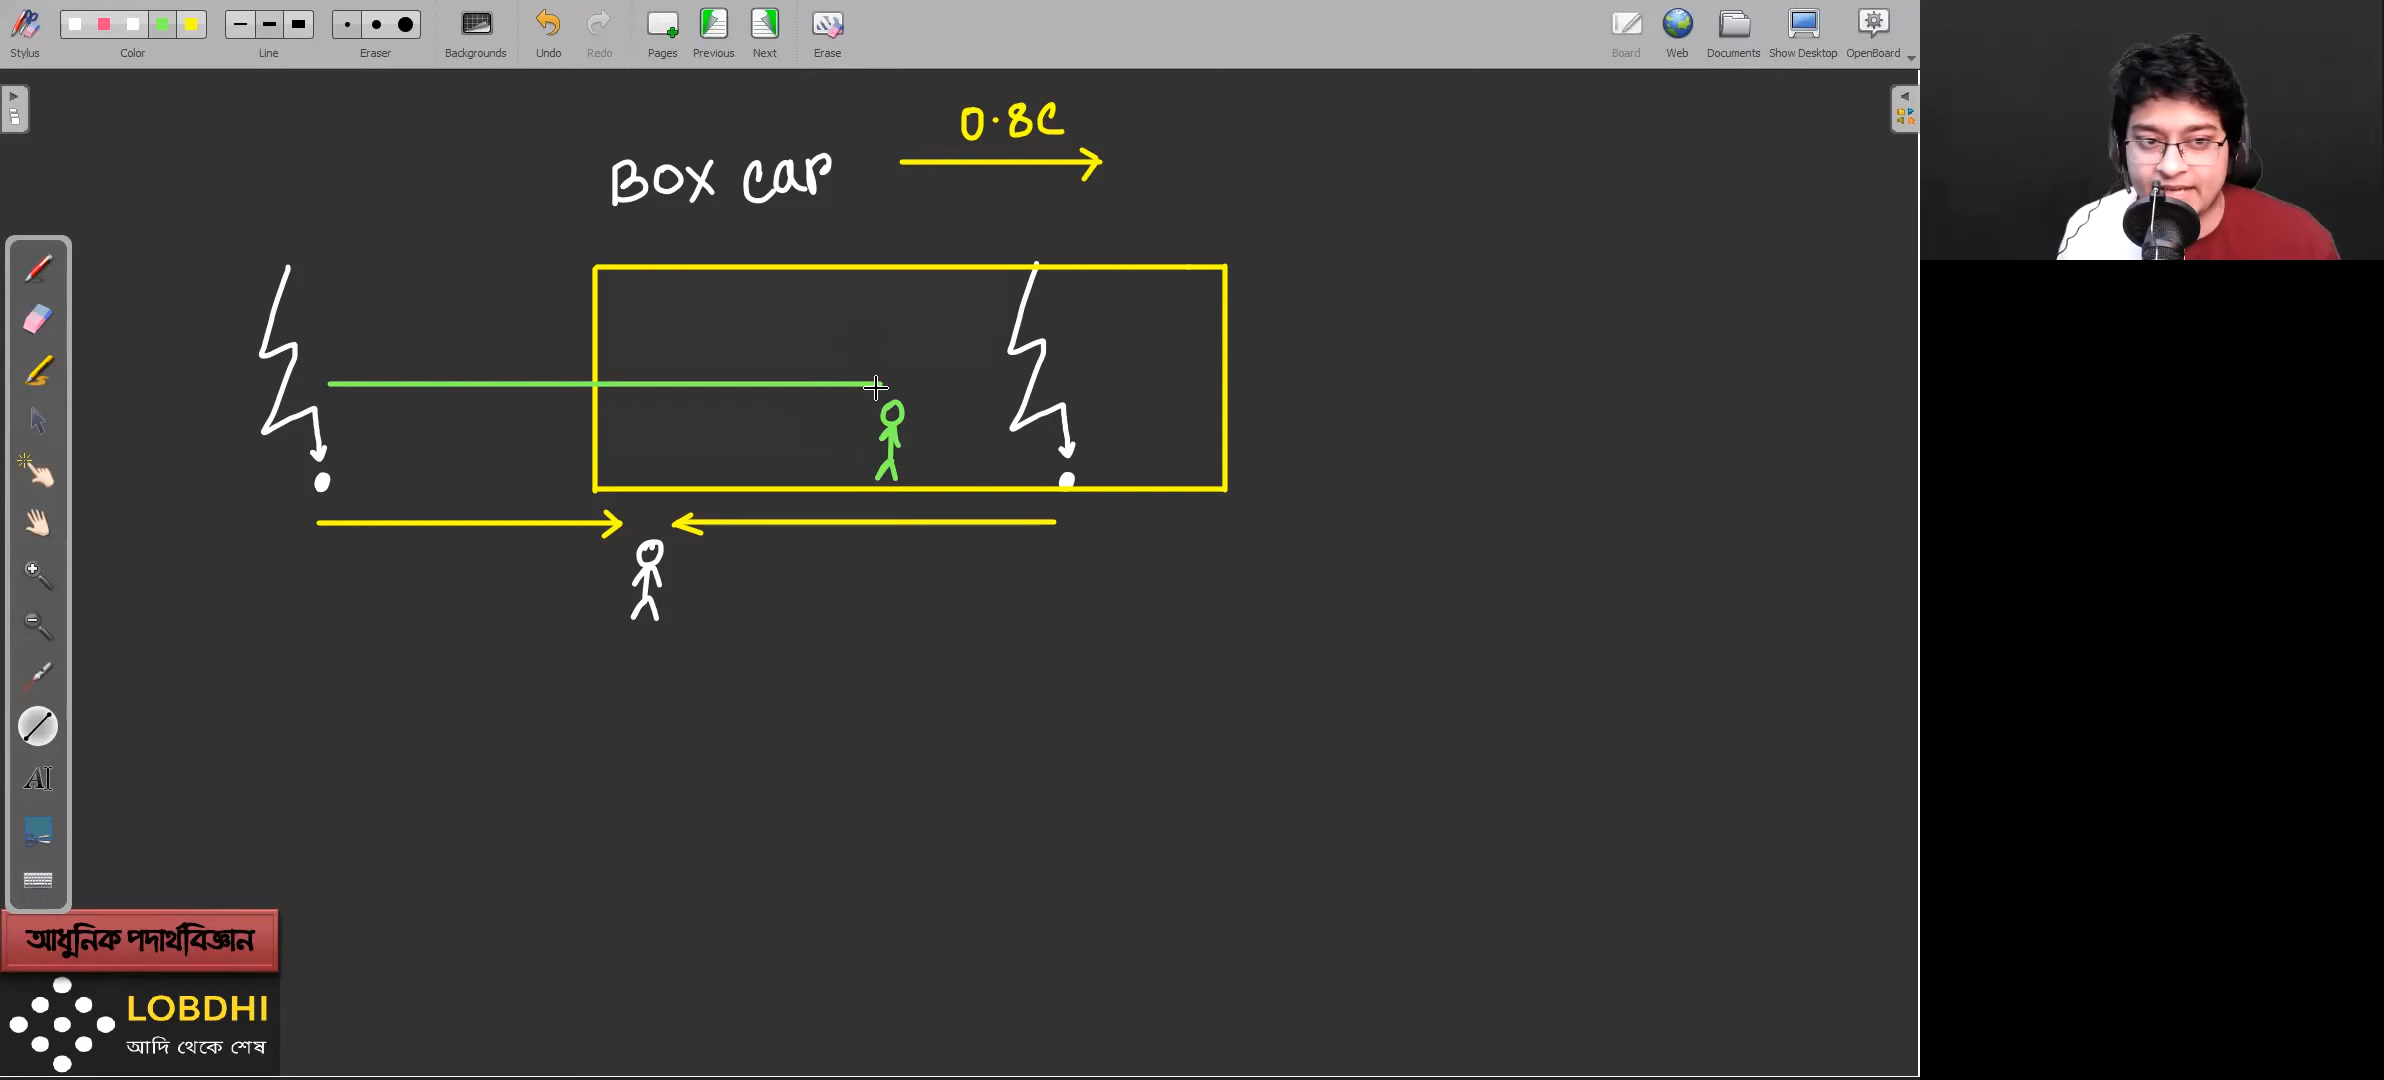 Stylus
Color
Line
Eraser
Backgrounds
Undo
Redo
Pages
Previous
Next
Erase
Board
Web
Documents
Show Desktop
OpenBoard
0.8C
BOX car
AI
আধুনিক পদার্থবিজ্ঞান
LOBDHI
আদি থেকে শেষ